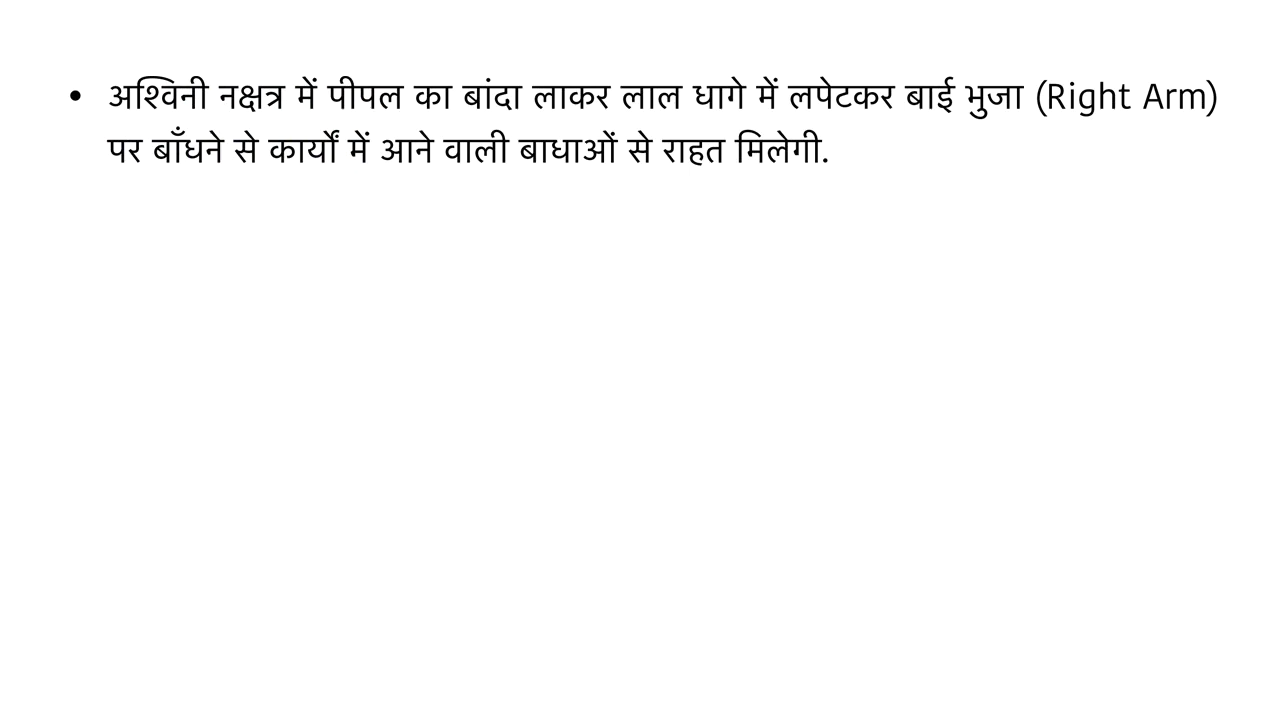 • अश्विनी नक्षत्र में पीपल का बांदा लाकर लाल धागे में लपेटकर बाई भुजा (Right Arm)
पर बाँधने से कार्यों में आने वाली बाधाओं से राहत मिलेगी.